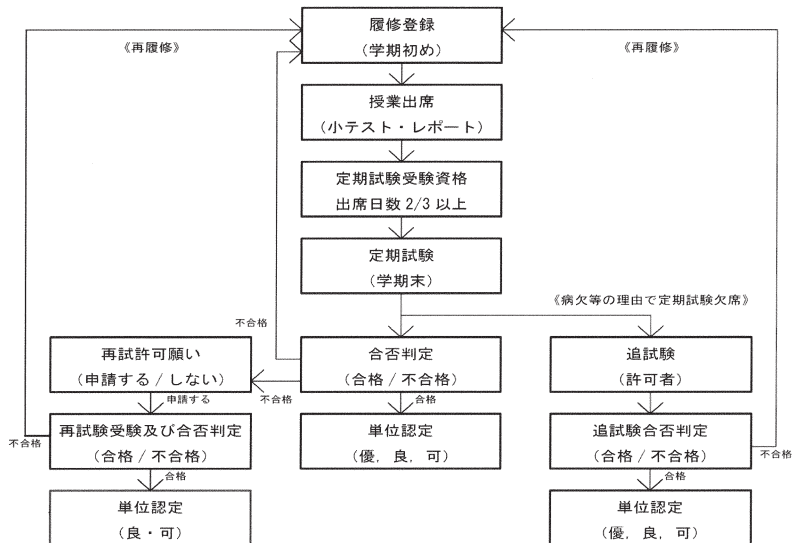 履修登録
(学期初め)
《再履修》
《再履修》
授業出席
(小テスト・レポート)
定期試験受験資格
出席日数 2/3 以上
定期試験
(学期末)
《病欠等の理由で定期試験欠席》
不合格
再試許可願い
(申請する / しない)
合否判定
(合格 / 不合格)
追試験
(許可者)
申請する
不合格
合格
不合格
再試験受験及び合否判定
(合格 / 不合格)
単位認定
(優, 良, 可)
追試験合否判定
(合格 / 不合格)
不合格
合格
合格
単位認定
(良・可)
単位認定
(優, 良, 可)